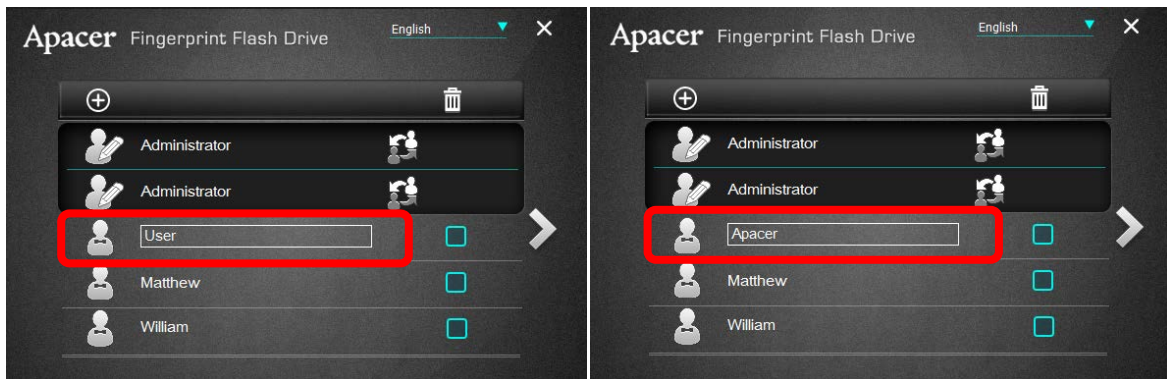 Apacer Fingerprint Flash Drive English
Administrator
Administrator
User
Matthew
William
Apacer Fingerprint Flash Drive English
Administrator
Administrator
Apacer
Matthew
William